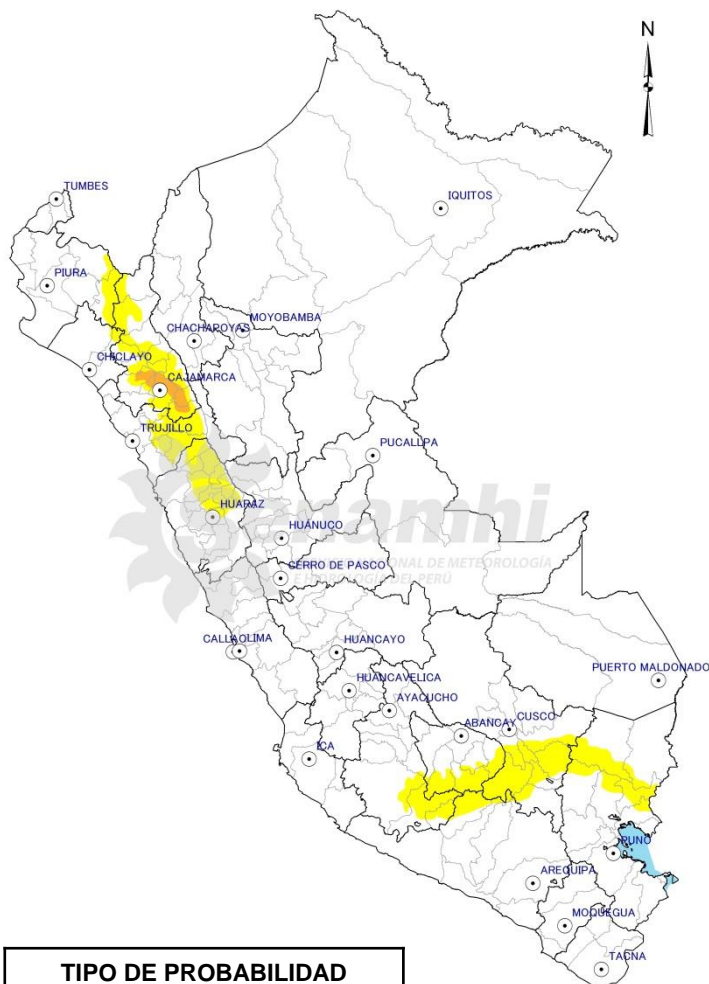 N
TUMBES
IQUITOS
PIURA
MOYOBAMBA
CHACHAPOYAS
CHICLAYO
CAJAMARCA
TRUJILLO
PUCALLPA
HUARAZ
HUANUCO
CERRO DE PASCO
CALLAO LIMA
HUANCAYO
PUERTO MALDONADO
HUANCAVELICA
AYACUCHO
CUSCO
ABANCAY
ICA
PUNO
AREQUIPA
MOQUEGUA
TACNA
TIPO DE PROBABILIDAD